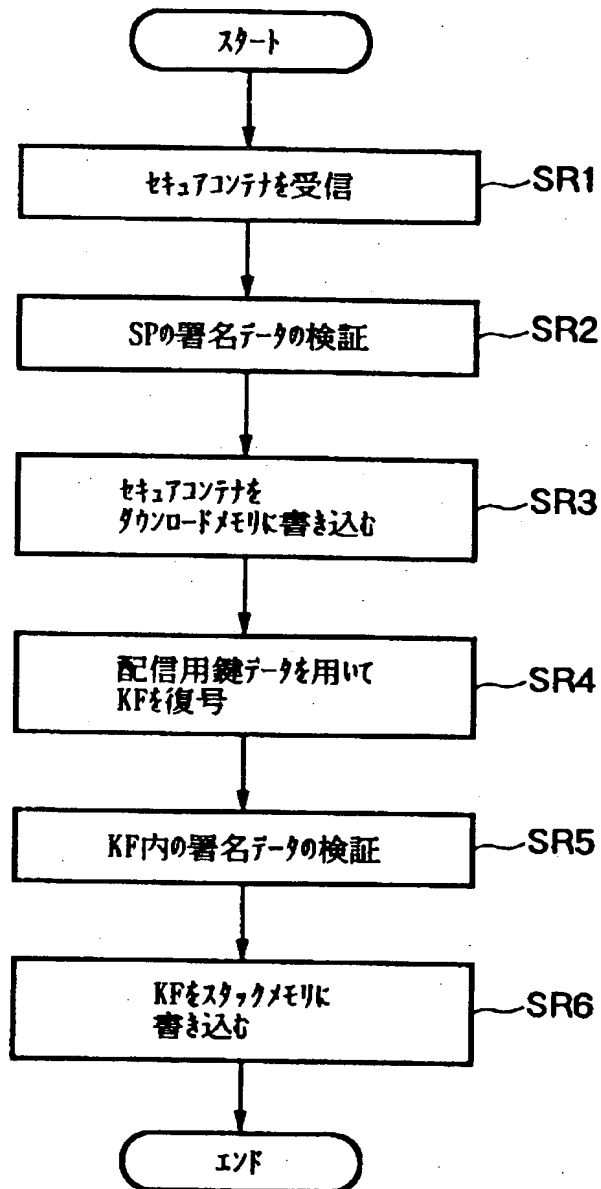 スタート
セキュアコンテナを受信
SR1
SPの署名データの検証
SR2
セキュアコンテナを
ダウンロードメモリに書き込む
SR3
配信用鍵データを用いて
KFを復号
SR4
KF内の署名データの検証
SR5
KFをスタックメモリに
書き込む
SR6
エンド